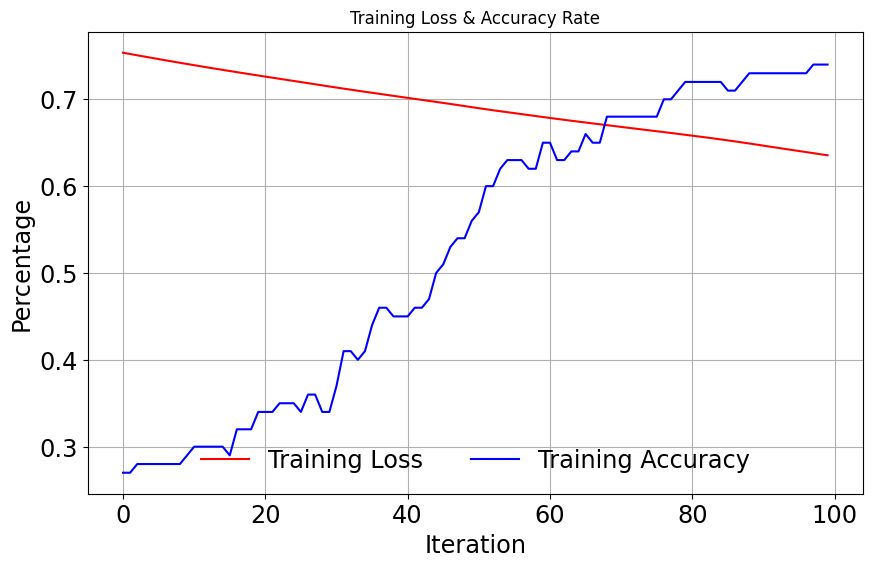 Training Loss & Accuracy Rate
Percentage
0.7
0.6
0.5
0.4
0.3
Training Loss
Training Accuracy
0
20
40
60
80
100
Iteration